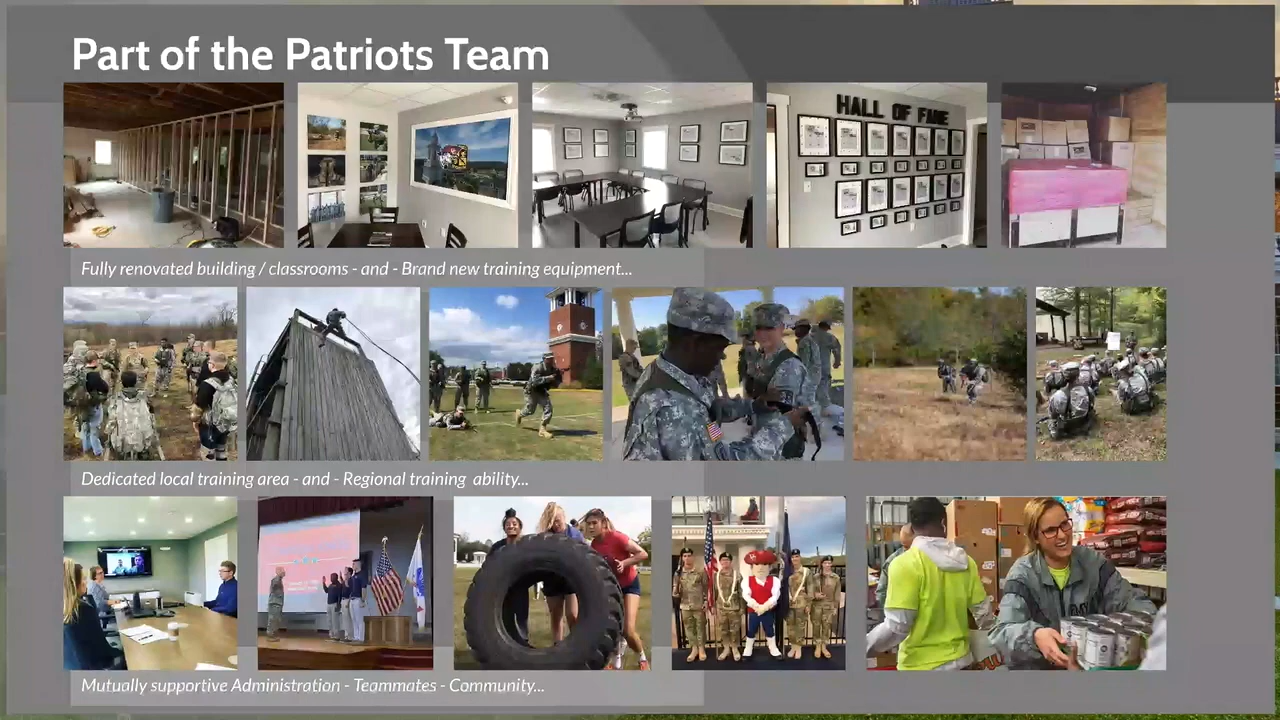 Part of the Patriots Team
HALL OF FAME
Fully renovated building / classrooms - and - Brand new training equipment...
Dedicated local training area - and - Regional training ability...
Mutually supportive Administration - Teammates - Community...